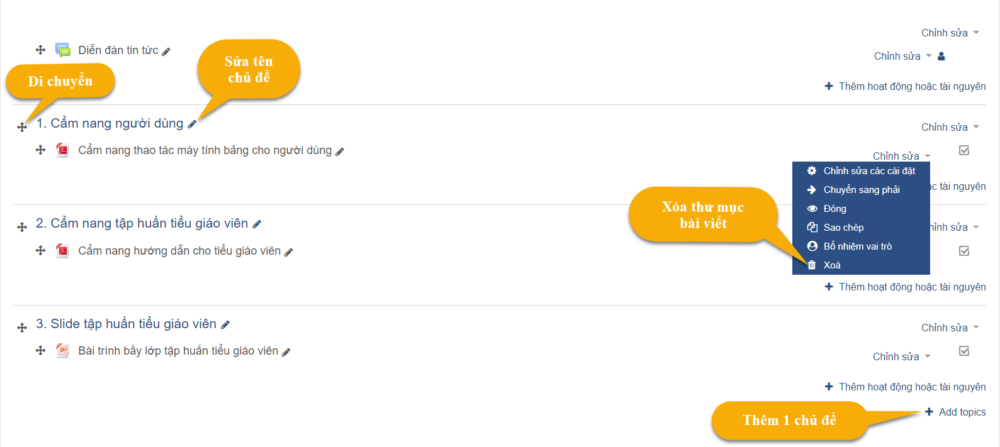 Chỉnh sửa
Diễn đàn tin tức
Chỉnh sửa
Sửa tên
chủ đề
Di chuyển
Thêm hoạt động hoặc tài nguyên
1. Cẩm nang người dùng
Chỉnh sửa
Cẩm nang thao tác máy tính bảng cho người dùng
Chỉnh sửa
Chỉnh sửa các cài đặt
Chuyển sang phải
Đóng
Sao chép
Bổ nhiệm vai trò
Xoá
ặc tài nguyên
Xóa thư mục
bài viết
2. Cẩm nang tập huấn tiểu giáo viên
hỉnh sửa
Cẩm nang hướng dẫn cho tiểu giáo viên
Thêm hoạt động hoặc tài nguyên
3. Slide tập huấn tiểu giáo viên
Chỉnh sửa
Bài trình bầy lớp tập huấn tiểu giáo viên
Chỉnh sửa
Thêm hoạt động hoặc tài nguyên
Thêm 1 chủ đề
Add topics